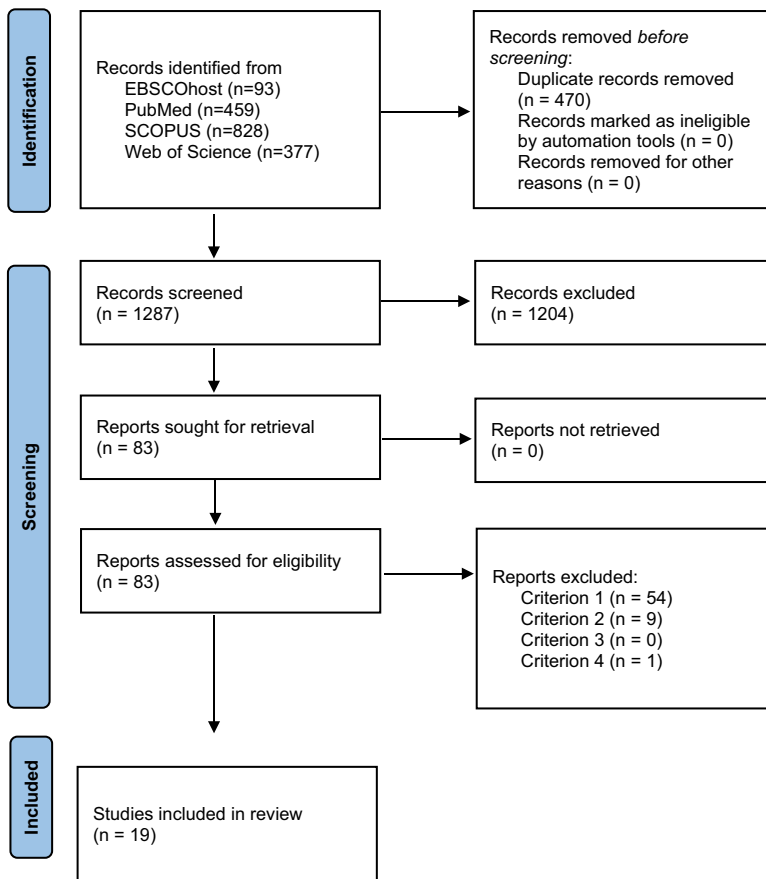 Identification
Records identified from
EBSCOhost (n=93)
PubMed (n=459)
SCOPUS (n=828)
Web of Science (n=377)
Records removed before
screening:
Duplicate records removed
(n = 470)
Records marked as ineligible
by automation tools (n = 0)
Records removed for other
reasons (n = 0)
Screening
Records screened
(n = 1287)
Records excluded
(n = 1204)
Reports sought for retrieval
(n = 83)
Reports not retrieved
(n = 0)
Reports assessed for eligibility
(n = 83)
Reports excluded:
Criterion 1 (n = 54)
Criterion 2 (n = 9)
Criterion 3 (n = 0)
Criterion 4 (n = 1)
Included
Studies included in review
(n = 19)